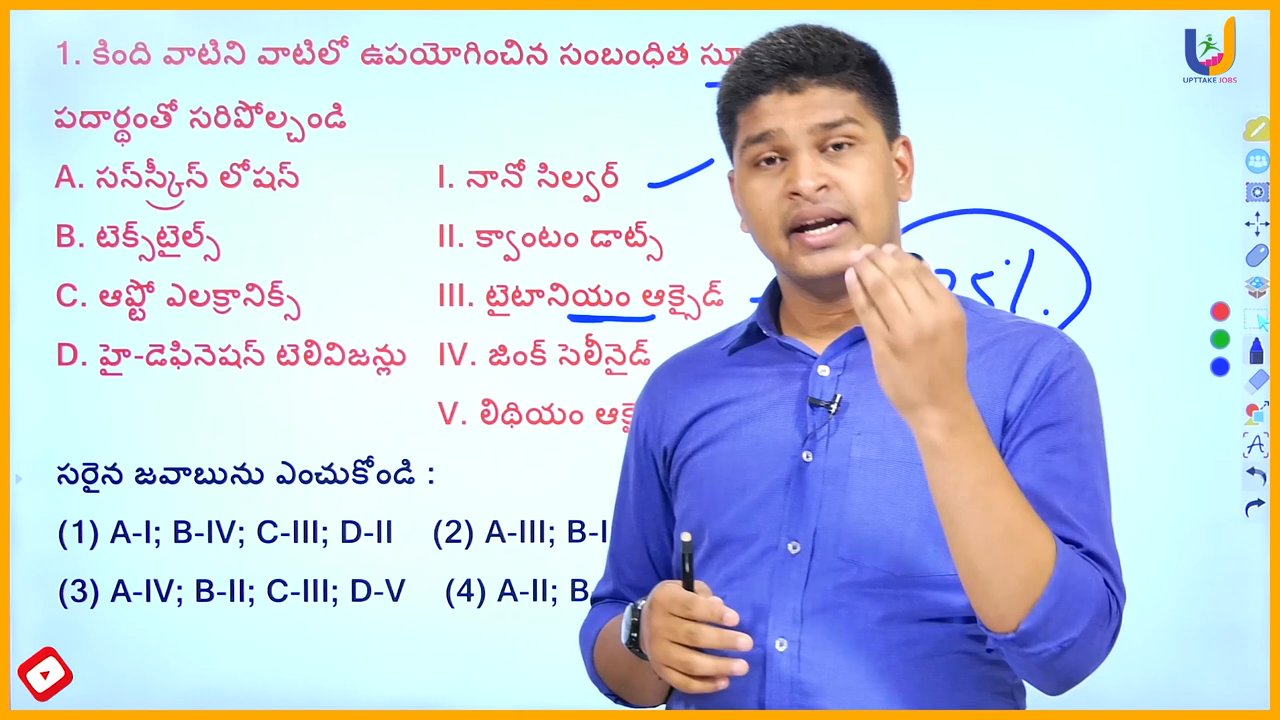 1. కింది వాటిని వాటిలో ఉపయోగించిన సంబంధిత
పదార్థంతో సరిపోల్చండి
A. సన్‌స్క్రీన్ లోషన్ I. నానో సిల్వర్
B. టెక్స్‌టైల్స్ II. క్వాంటం డాట్స్
C. ఆప్టో ఎలక్రానిక్స్ III. టైటానియం ఆక్సైడ్
D. హై-డెఫినెషన్ టెలివిజన్లు IV. జింక్ సెలీనైడ్
V. లిథియం
సరైన జవాబును ఎంచుకోండి :
(1) A-I; B-IV; C-III; D-II (2) A-III; B-I
(3) A-IV; B-II; C-III; D-V (4) A-II; B
UPTTAKE JOBS